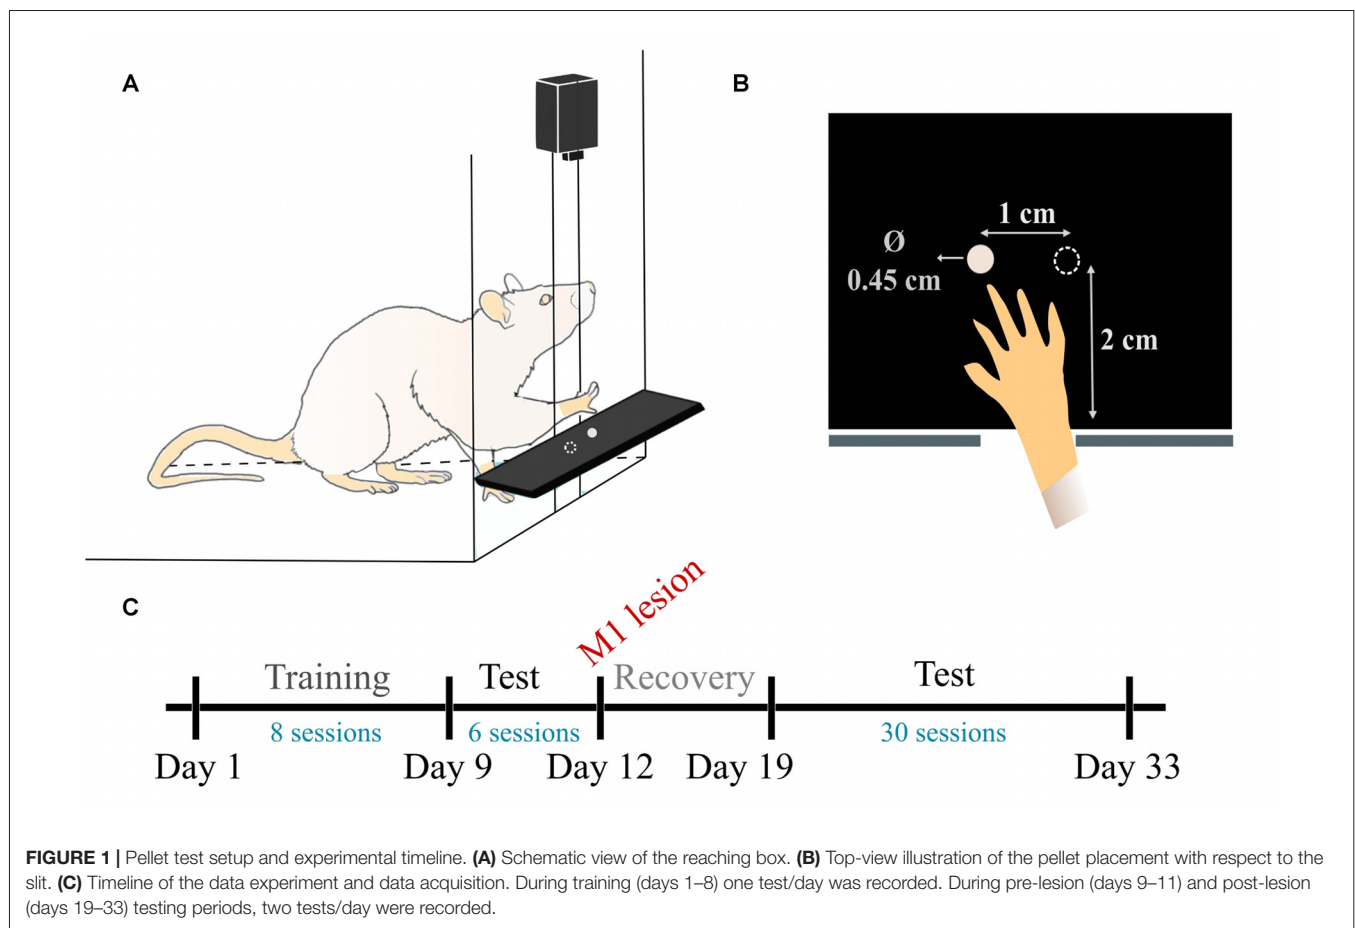 A
B
1 cm
Ø
0.45 cm
2 cm
C
M1 lesion
Training
Test
Recovery
Test
8 sessions
6 sessions
30 sessions
Day 1
Day 9
Day 12
Day 19
Day 33
FIGURE 1 | Pellet test setup and experimental timeline. (A) Schematic view of the reaching box. (B) Top-view illustration of the pellet placement with respect to the
slit. (C) Timeline of the data experiment and data acquisition. During training (days 1–8) one test/day was recorded. During pre-lesion (days 9–11) and post-lesion
(days 19–33) testing periods, two tests/day were recorded.